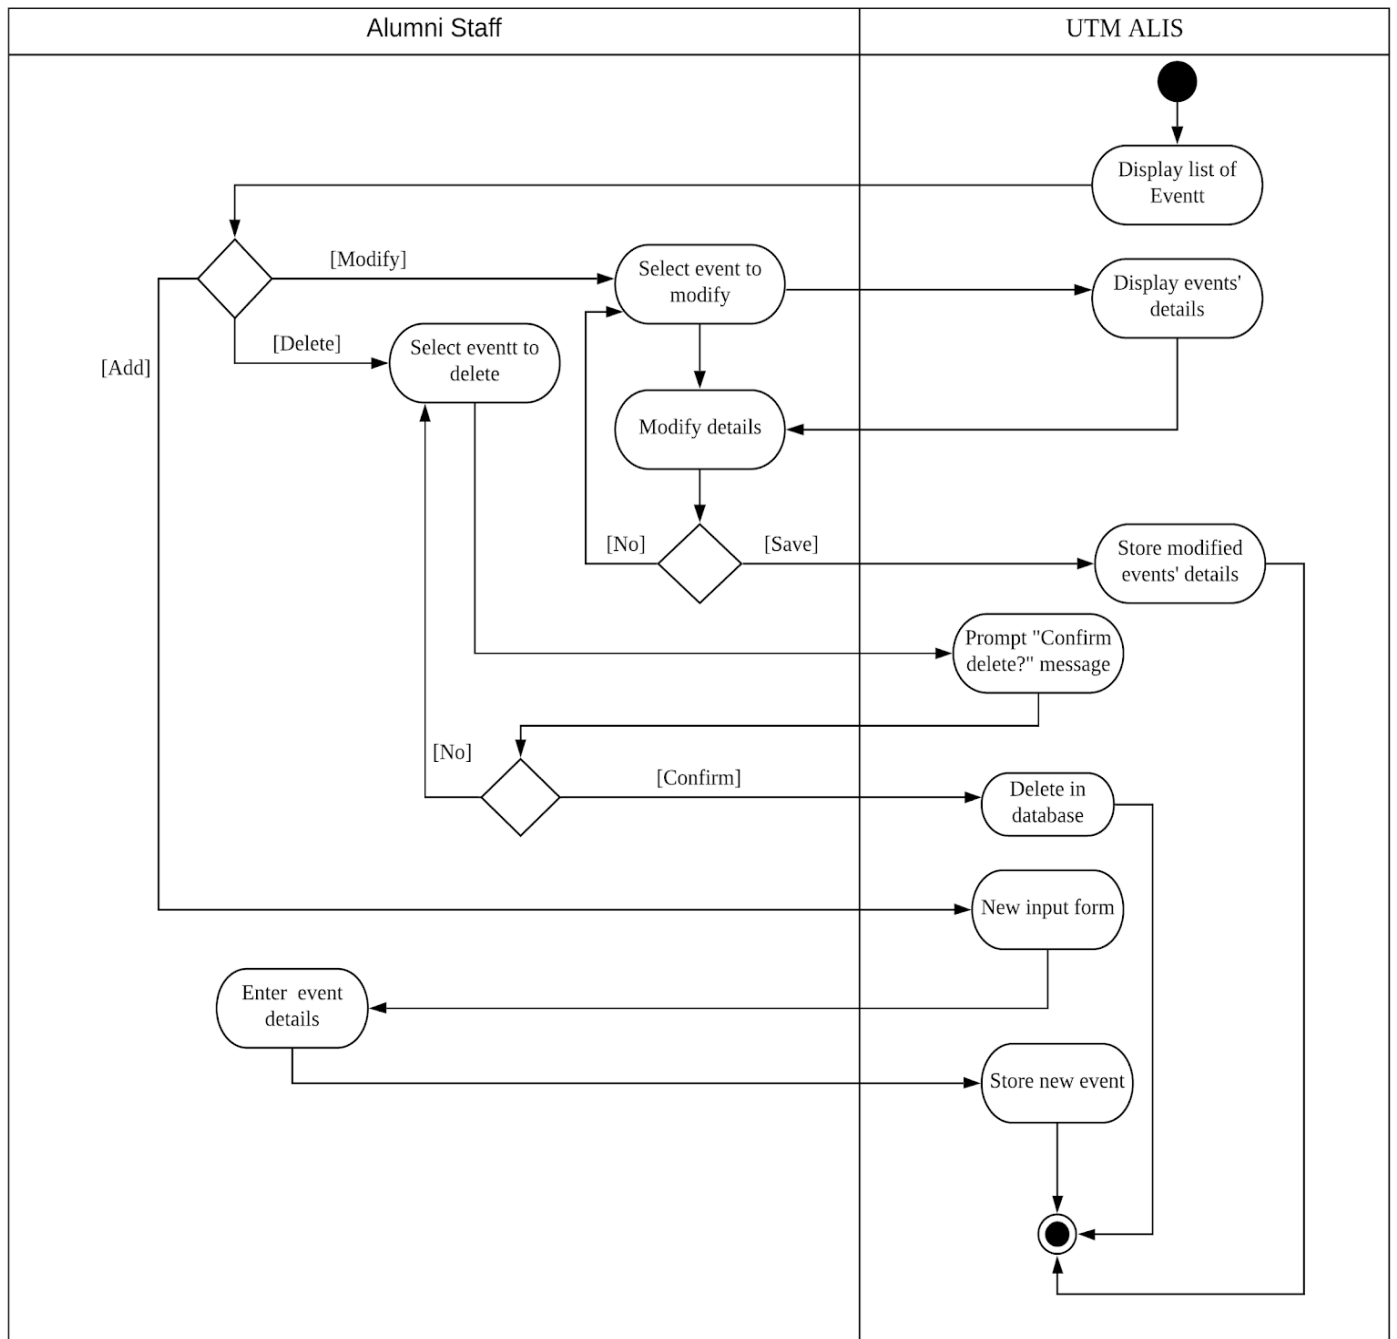 Alumni Staff
UTM ALIS
Display list of
Eventt
[Modify]
Select event to
modify
Display events'
details
[Delete]
Select eventt to
delete
[Add]
Modify details
[No]
[Save]
Store modified
events' details
Prompt "Confirm
delete?" message
[No]
[Confirm]
Delete in
database
New input form
Enter  event
details
Store new event